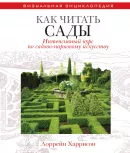 ВИЗУАЛЬНАЯ ЭНЦИКЛОПЕДИЯ
КАК ЧИТАТЬ
САДЫ
Интенсивный курс
по садово-парковому искусству
Лоррейн Харрисон